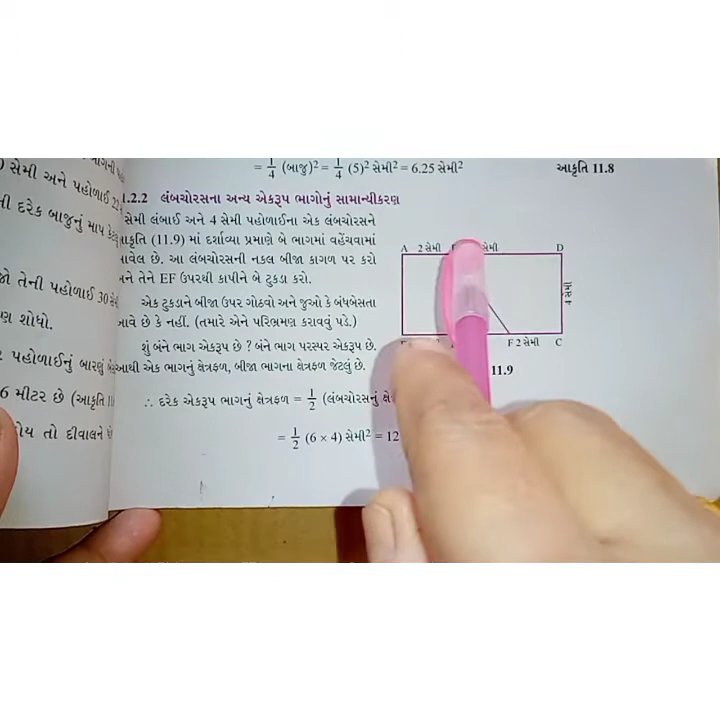 સેમી અને પહોળાઈ 22
ની દરેક બાજુનું માપ
જો તેની પહોળાઈ 30
ણ શોધો.
પહોળાઈનું બારણું
6 મીટર છે (આકૃતિ
હોય તો દીવાલને
= 1/4 (બાજુ)² = 1/4 (5)² સેમી² = 6.25 સેમી²
આકૃતિ 11.8
1.2.2 લંબચોરસના અન્ય એકરૂપ ભાગોનું સામાન્યીકરણ
સેમી લંબાઈ અને 4 સેમી પહોળાઈના એક લંબચોરસને
(11.9) માં દર્શાવ્યા પ્રમાણે બે ભાગમાં વહેંચવામાં
છે. આ લંબચોરસની નકલ બીજા કાગળ પર કરો
અને તેને EF ઉપરથી કાપીને બે ટુકડા કરો.
એક ટુકડાને બીજા ઉપર ગોઠવો અને જુઓ કે બંધબેસતા
આવે છે કે નહીં. (તમારે એને પરિભ્રમણ કરાવવું પડે.)
શું બંને ભાગ એકરૂપ છે ? બંને ભાગ પરસ્પર એકરૂપ છે.
આથી એક ભાગનું ક્ષેત્રફળ, બીજા ભાગના ક્ષેત્રફળ જેટલું છે.
∴ દરેક એકરૂપ ભાગનું ક્ષેત્રફળ = 1/2 (લંબચોરસનું
= 1/2 (6 × 4) સેમી² = 12
A 2 સેમી સેમી D
4 સેમી
F 2 સેમી C
11.9